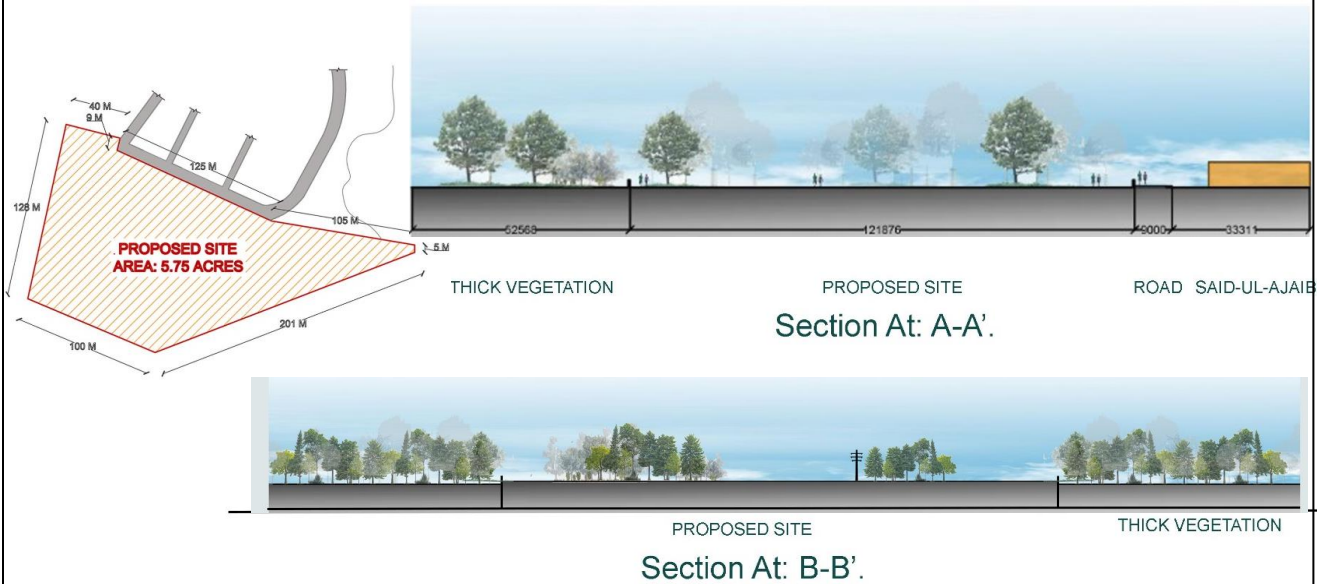 40 M
9 M
125 M
128 M
105 M
5 M
PROPOSED SITE
AREA: 5.75 ACRES
201 M
100 M
52568 121876 9000 33311
THICK VEGETATION PROPOSED SITE ROAD SAID-UL-AJAIB
Section At: A-A’.
PROPOSED SITE THICK VEGETATION
Section At: B-B’.